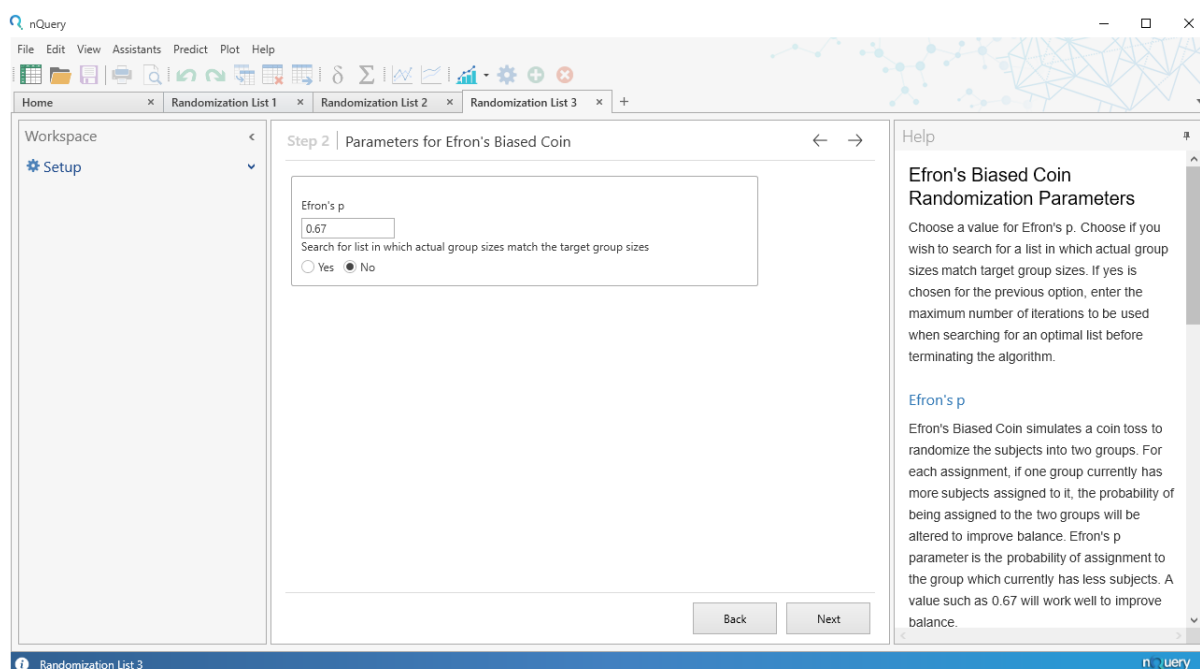 nQuery
File Edit View Assistants Predict Plot Help
Home × Randomization List 1 × Randomization List 2 × Randomization List 3 × +
Workspace
Setup
Step 2 Parameters for Efron's Biased Coin
Efron's p
0.67
Search for list in which actual group sizes match the target group sizes
Yes No
Back Next
Help
Efron's Biased Coin
Randomization Parameters
Choose a value for Efron's p. Choose if you
wish to search for a list in which actual group
sizes match target group sizes. If yes is
chosen for the previous option, enter the
maximum number of iterations to be used
when searching for an optimal list before
terminating the algorithm.
Efron's p
Efron's Biased Coin simulates a coin toss to
randomize the subjects into two groups. For
each assignment, if one group currently has
more subjects assigned to it, the probability of
being assigned to the two groups will be
altered to improve balance. Efron's p
parameter is the probability of assignment to
the group which currently has less subjects. A
value such as 0.67 will work well to improve
balance.
Randomization List 3
nQuery